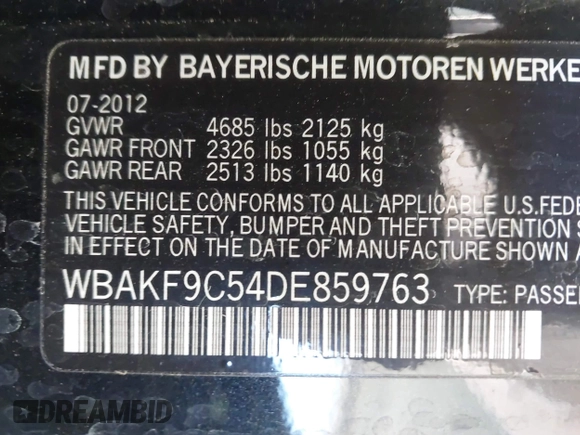 MFD BY BAYERISCHE MOTOREN WERKE
07-2012
GVWR 4685 lbs 2125 kg
GAWR FRONT 2326 lbs 1055 kg
GAWR REAR 2513 lbs 1140 kg
THIS VEHICLE CONFORMS TO ALL APPLICABLE U.S.FEDE
VEHICLE SAFETY, BUMPER AND THEFT PREVENTION
IN EFFECT ON THE DATE OF MANUFACTURE SHOWN A
WBAKF9C54DE859763 TYPE: PASSEN
DREAMBID